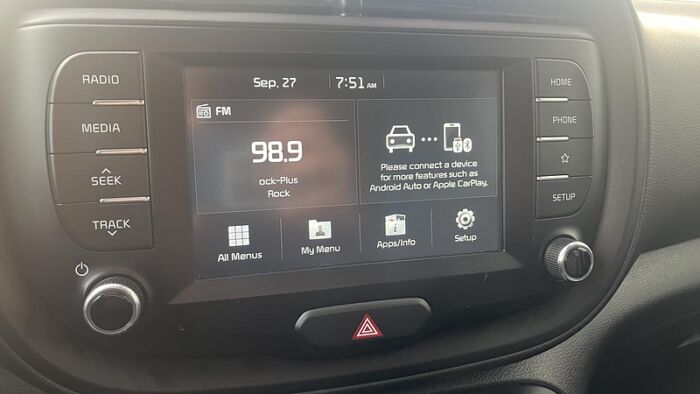 RADIO
MEDIA
SEEK
TRACK
Sep. 27
7:51 AM
FM
98.9
ock-Plus
Rock
Please connect a device
for more features such as
Android Auto or Apple CarPlay.
All Menus
My Menu
Apps/Info
Setup
HOME
PHONE
SETUP